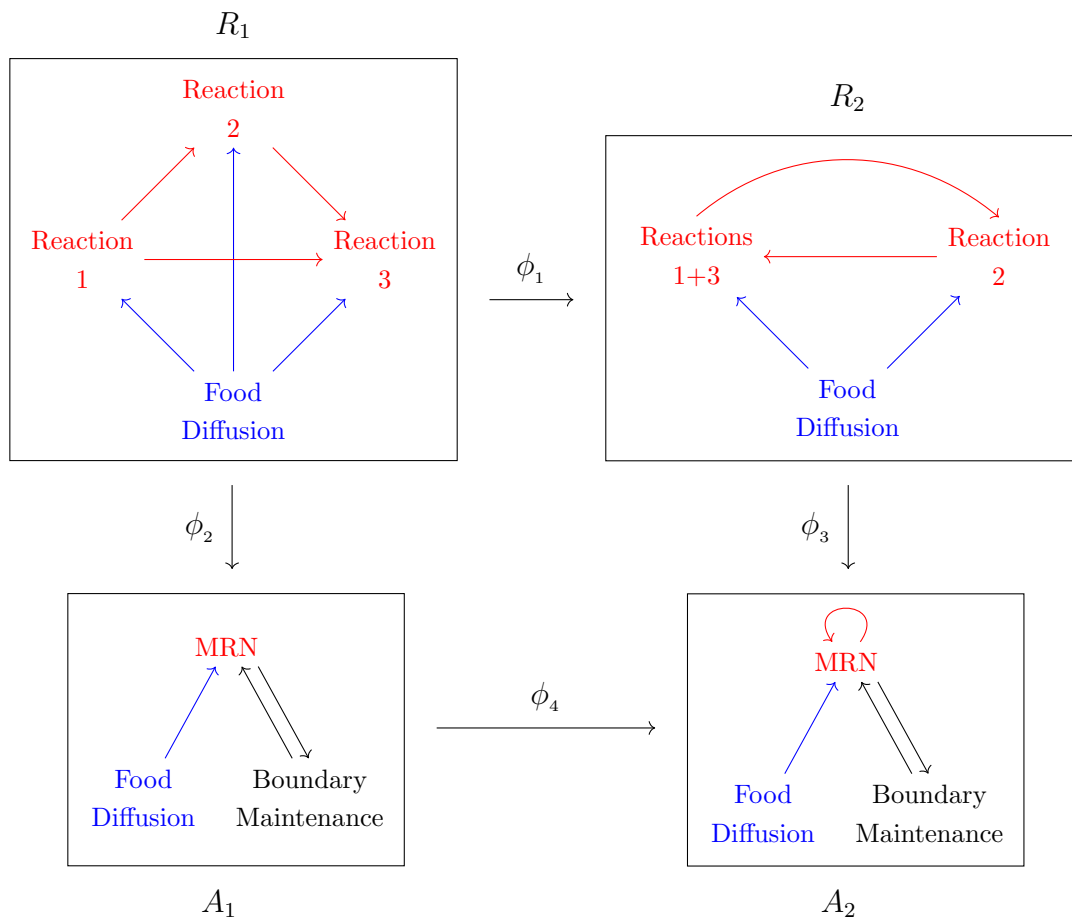 R₁
Reaction
2
Reaction
1
Reaction
3
Food
Diffusion
ϕ₁
R₂
Reactions
1+3
Reaction
2
Food
Diffusion
ϕ₂
ϕ₃
MRN
Food
Diffusion
Boundary
Maintenance
A₁
ϕ₄
MRN
Food
Diffusion
Boundary
Maintenance
A₂